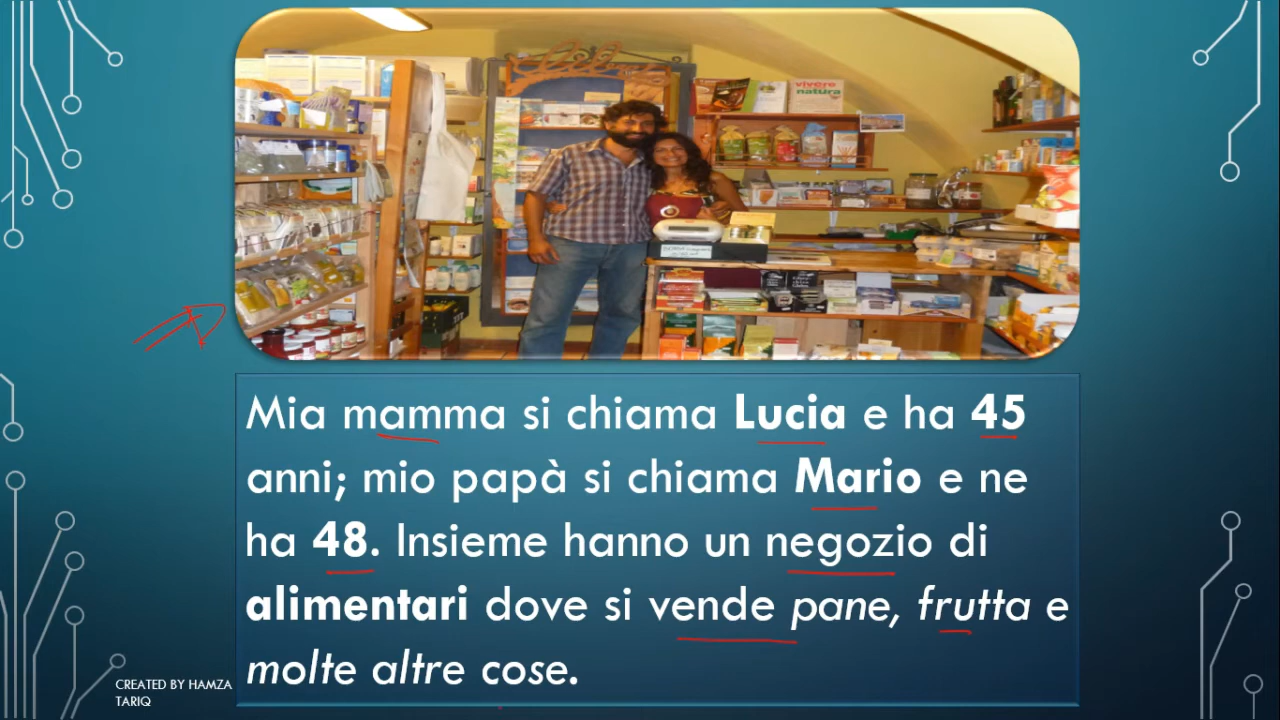 vivere
natura
Mia mamma si chiama Lucia e ha 45
anni; mio papà si chiama Mario e ne
ha 48. Insieme hanno un negozio di
alimentari dove si vende pane, frutta e
molte altre cose.
CREATED BY HAMZA
TARIQ